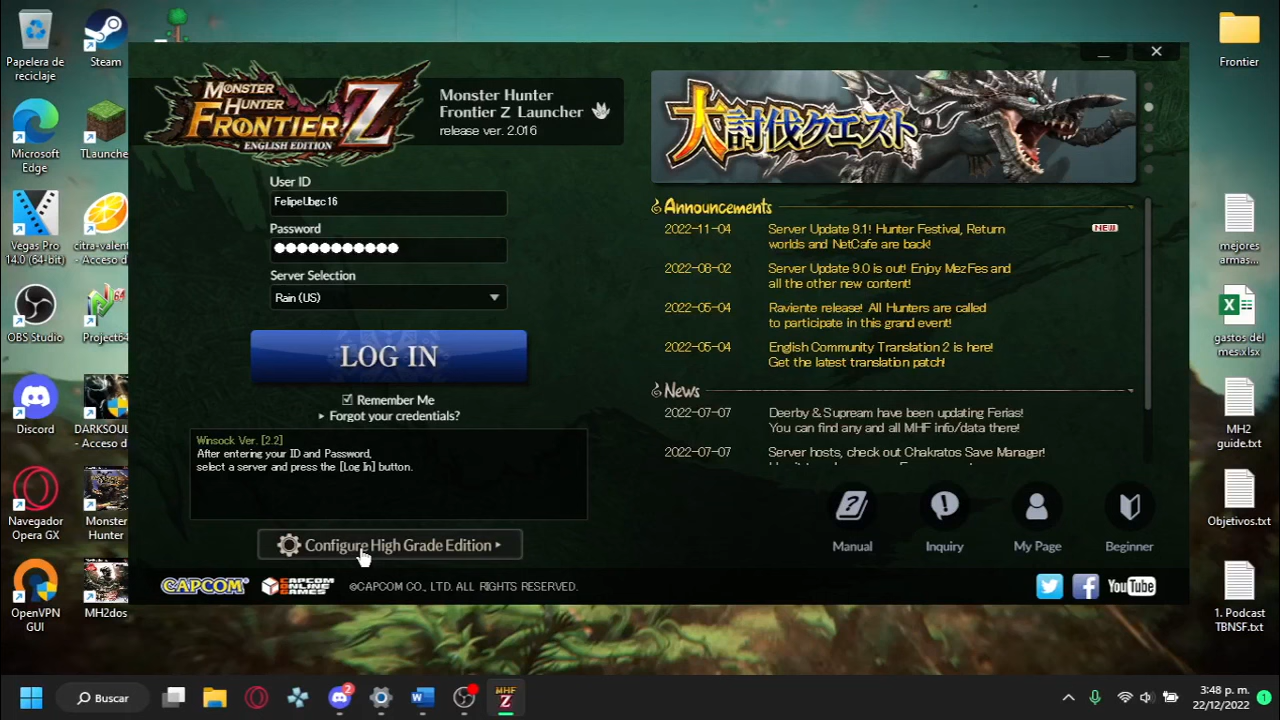 Papelera de
reciclaje
Steam
Microsoft
Edge
TLaunche
Vegas Pro
14.0 (64-bit)
citra-valent
- Acceso d
OBS Studio
Project64
Discord
DARKSOUL
- Acceso d
Navegador
Opera GX
Monster
Hunter
OpenVPN
GUI
MH2dos
MONSTER
HUNTER
FRONTIER Z
ENGLISH EDITION
Monster Hunter
Frontier Z Launcher
release ver. 2.016
User ID
FelipeUbgc16
Password
●●●●●●●●●●●
Server Selection
Rain (US)
LOG IN
Remember Me
Forgot your credentials?
Winsock Ver. [2.2]
After entering your ID and Password,
select a server and press the [Log In] button.
Configure High Grade Edition
CAPCOM
CAPCOM
ONLINE
GAMES
©CAPCOM CO., LTD. ALL RIGHTS RESERVED.
大討伐クエスト
Announcements
2022-11-04 Server Update 9.1! Hunter Festival, Return NEW
worlds and NetCafe are back!
2022-08-02 Server Update 9.0 is out! Enjoy MezFes and
all the other new content!
2022-05-04 Raviente release! All Hunters are called
to participate in this grand event!
2022-05-04 English Community Translation 2 is here!
Get the latest translation patch!
News
2022-07-07 Deerby & Supream have been updating Ferias!
You can find any and all MHF info/data there!
2022-07-07 Server hosts, check out Chakratos Save Manager!
Manual
Inquiry
My Page
Beginner
YouTube
Frontier
mejores
armas...
gastos del
mes.xlsx
MH2
guide.txt
Objetivos.txt
1. Podcast
TBNSF.txt
Buscar
2
MHF
Z
3:48 p. m.
22/12/2022
1